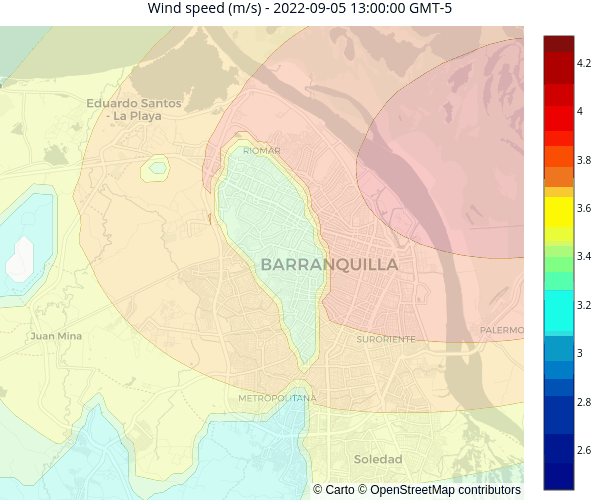 Wind speed (m/s) - 2022-09-05 13:00:00 GMT-5
4.2
4
3.8
3.6
3.4
3.2
3
2.8
2.6
Eduardo Santos
- La Playa
RIOMAR
BARRANQUILLA
Juan Mina
SURORIENTE
PALERMO
METROPOLITANA
Soledad
© Carto © OpenStreetMap contributors